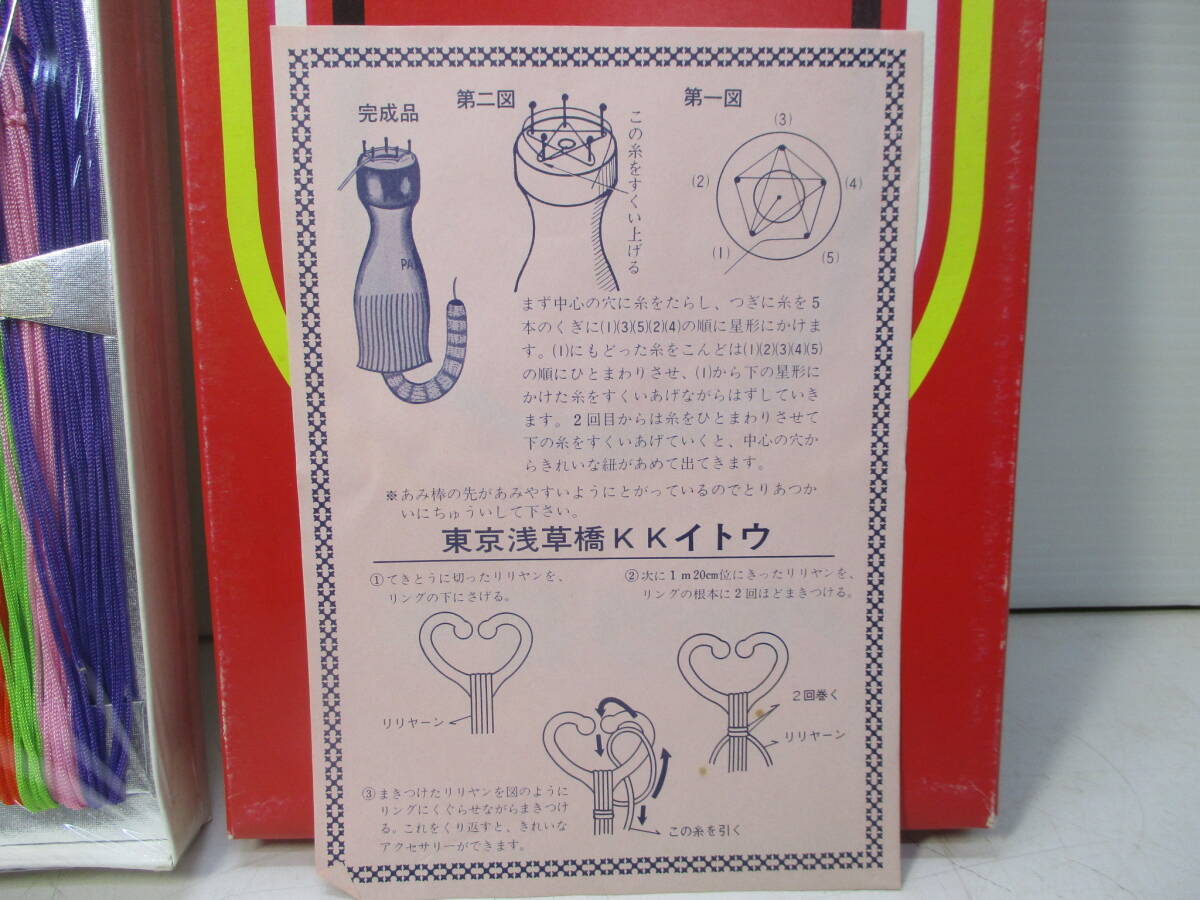 完成品
PA
第二図
この糸をすくい上げる
第一図
(3)
(2)
(4)
(1)
(5)
まず中心の穴に糸をたらし、つぎに糸を5
本のくぎに(1)(3)(5)(2)(4)の順に星形にかけま
す。(1)にもどった糸をこんどは(1)(2)(3)(4)(5)
の順にひとまわりさせ、(1)から下の星形に
かけた糸をすくいあげながらはずしていき
ます。2回目からは糸をひとまわりさせて
下の糸をすくいあげていくと、中心の穴か
らきれいな紐があめて出てきます。
※あみ棒の先があみやすいようにとがっているのでとりあつか
いにちゅういして下さい。
東京浅草橋KKイトウ
①てきとうに切ったリリヤンを、
リングの下にさげる。
リリヤーン
②次に1m20cm位にきったリリヤンを、
リングの根本に2回ほどまきつける。
2回巻く
リリヤーン
③まきつけたリリヤンを図のように
リングにくぐらせながらまきつけ
る。これをくり返すと、きれいな
アクセサリーができます。
この糸を引く